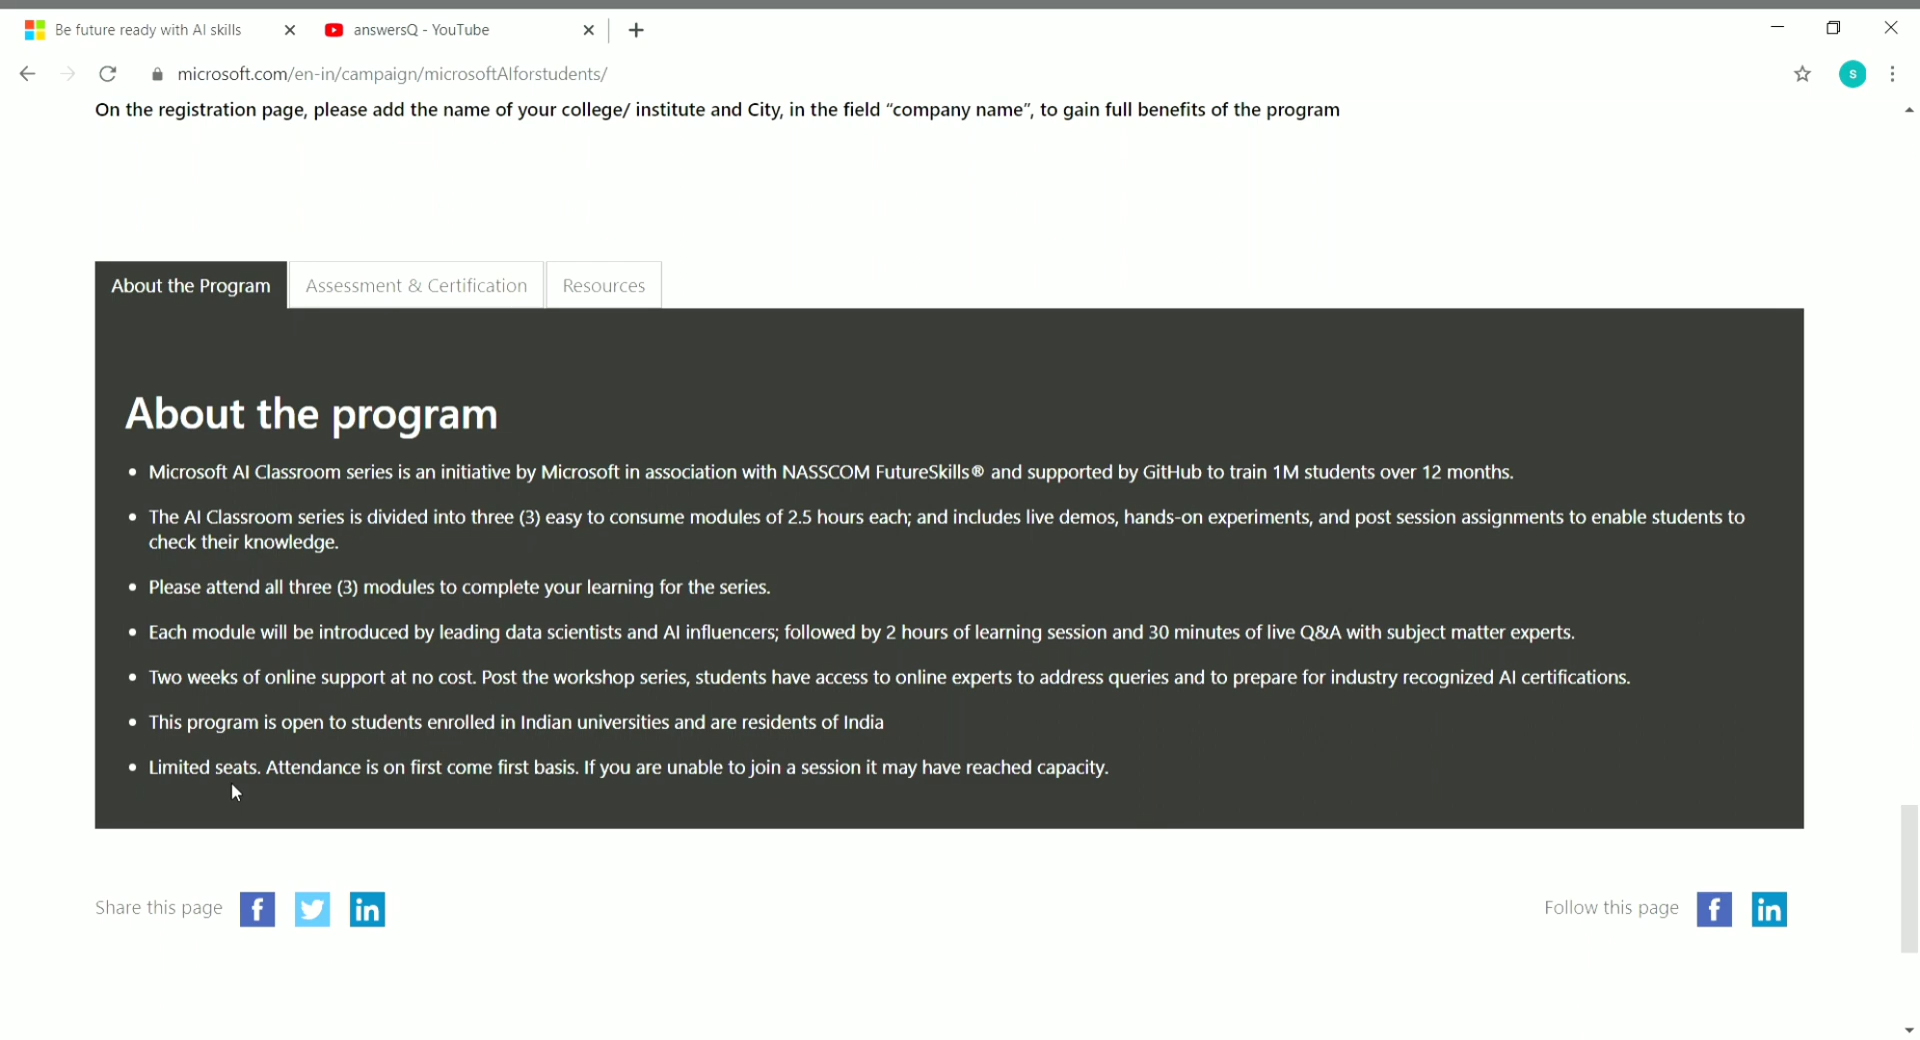 Be future ready with AI skills
answersQ - YouTube
microsoft.com/en-in/campaign/microsoftAIforstudents/
S
On the registration page, please add the name of your college/ institute and City, in the field “company name”, to gain full benefits of the program
About the Program
Assessment & Certification
Resources
About the program
• Microsoft AI Classroom series is an initiative by Microsoft in association with NASSCOM FutureSkills® and supported by GitHub to train 1M students over 12 months.
• The AI Classroom series is divided into three (3) easy to consume modules of 2.5 hours each; and includes live demos, hands-on experiments, and post session assignments to enable students to
check their knowledge.
• Please attend all three (3) modules to complete your learning for the series.
• Each module will be introduced by leading data scientists and AI influencers; followed by 2 hours of learning session and 30 minutes of live Q&A with subject matter experts.
• Two weeks of online support at no cost. Post the workshop series, students have access to online experts to address queries and to prepare for industry recognized AI certifications.
• This program is open to students enrolled in Indian universities and are residents of India
• Limited seats. Attendance is on first come first basis. If you are unable to join a session it may have reached capacity.
Share this page f in
Follow this page f in